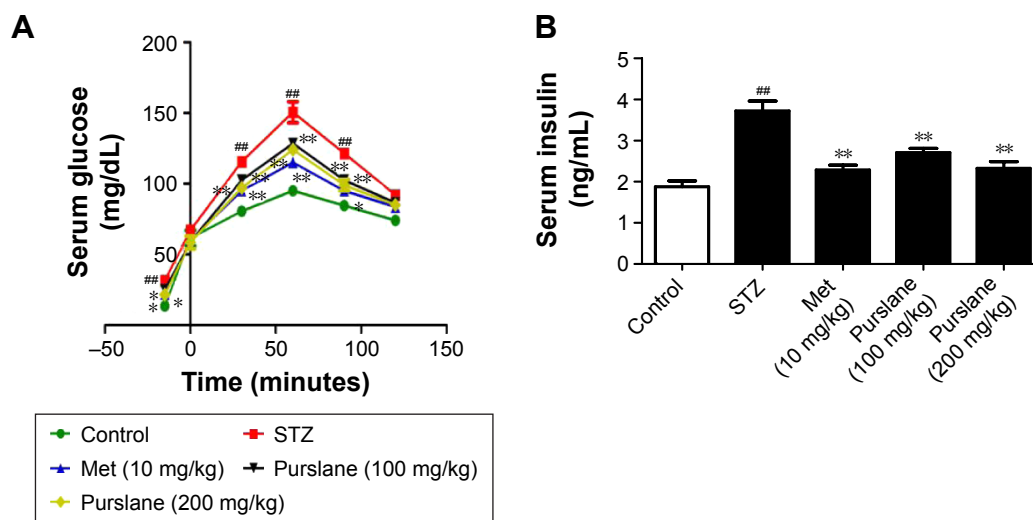 A
Serum glucose
(mg/dL)
200
150
100
50
##
##
##
**
**
**
**
**
**
**
*
##
*
*
*
–50
0
50
100
150
Time (minutes)
Control
STZ
Met (10 mg/kg)
Purslane (100 mg/kg)
Purslane (200 mg/kg)
B
Serum insulin
(ng/mL)
5
4
3
2
1
0
##
**
**
**
Control
STZ
Met
(10 mg/kg)
Purslane
(100 mg/kg)
Purslane
(200 mg/kg)